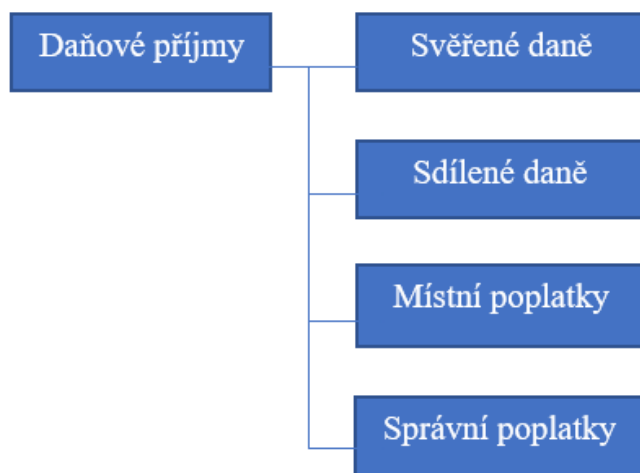 Daňové příjmy
Svěřené daně
Sdílené daně
Místní poplatky
Správní poplatky